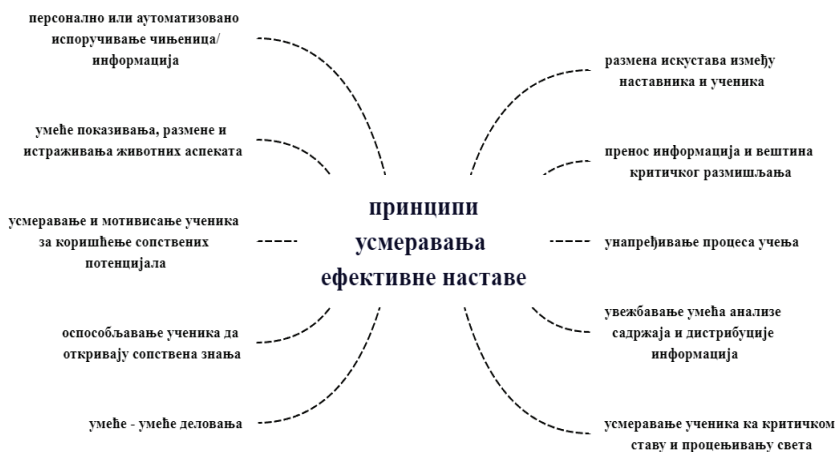 персонално или аутоматизовано
испоручивање чињеница/
информација
умеће показивања, размене и
истраживања животних аспеката
усмеравање и мотивисање ученика
за коришћење сопствених
потенцијала
оспособљавање ученика да
откривају сопствена знања
умеће - умеће деловања
принципи
усмеравања
ефективне наставе
размена искустава између
наставника и ученика
пренос информација и вештина
критичког размишљања
унапређивање процеса учења
увежбавање умећа анализе
садржаја и дистрибуције
информација
усмеравање ученика ка критичком
ставу и процењивању света